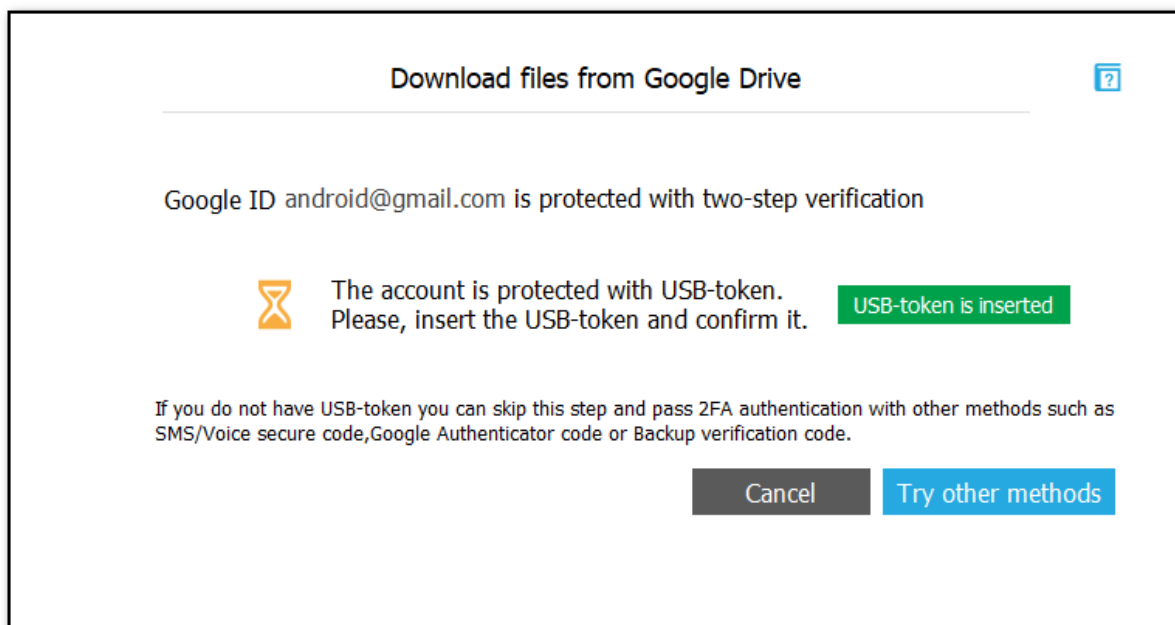 Download files from Google Drive
?
Google ID android@gmail.com is protected with two-step verification
The account is protected with USB-token.
Please, insert the USB-token and confirm it.
USB-token is inserted
If you do not have USB-token you can skip this step and pass 2FA authentication with other methods such as
SMS/Voice secure code,Google Authenticator code or Backup verification code.
Cancel
Try other methods